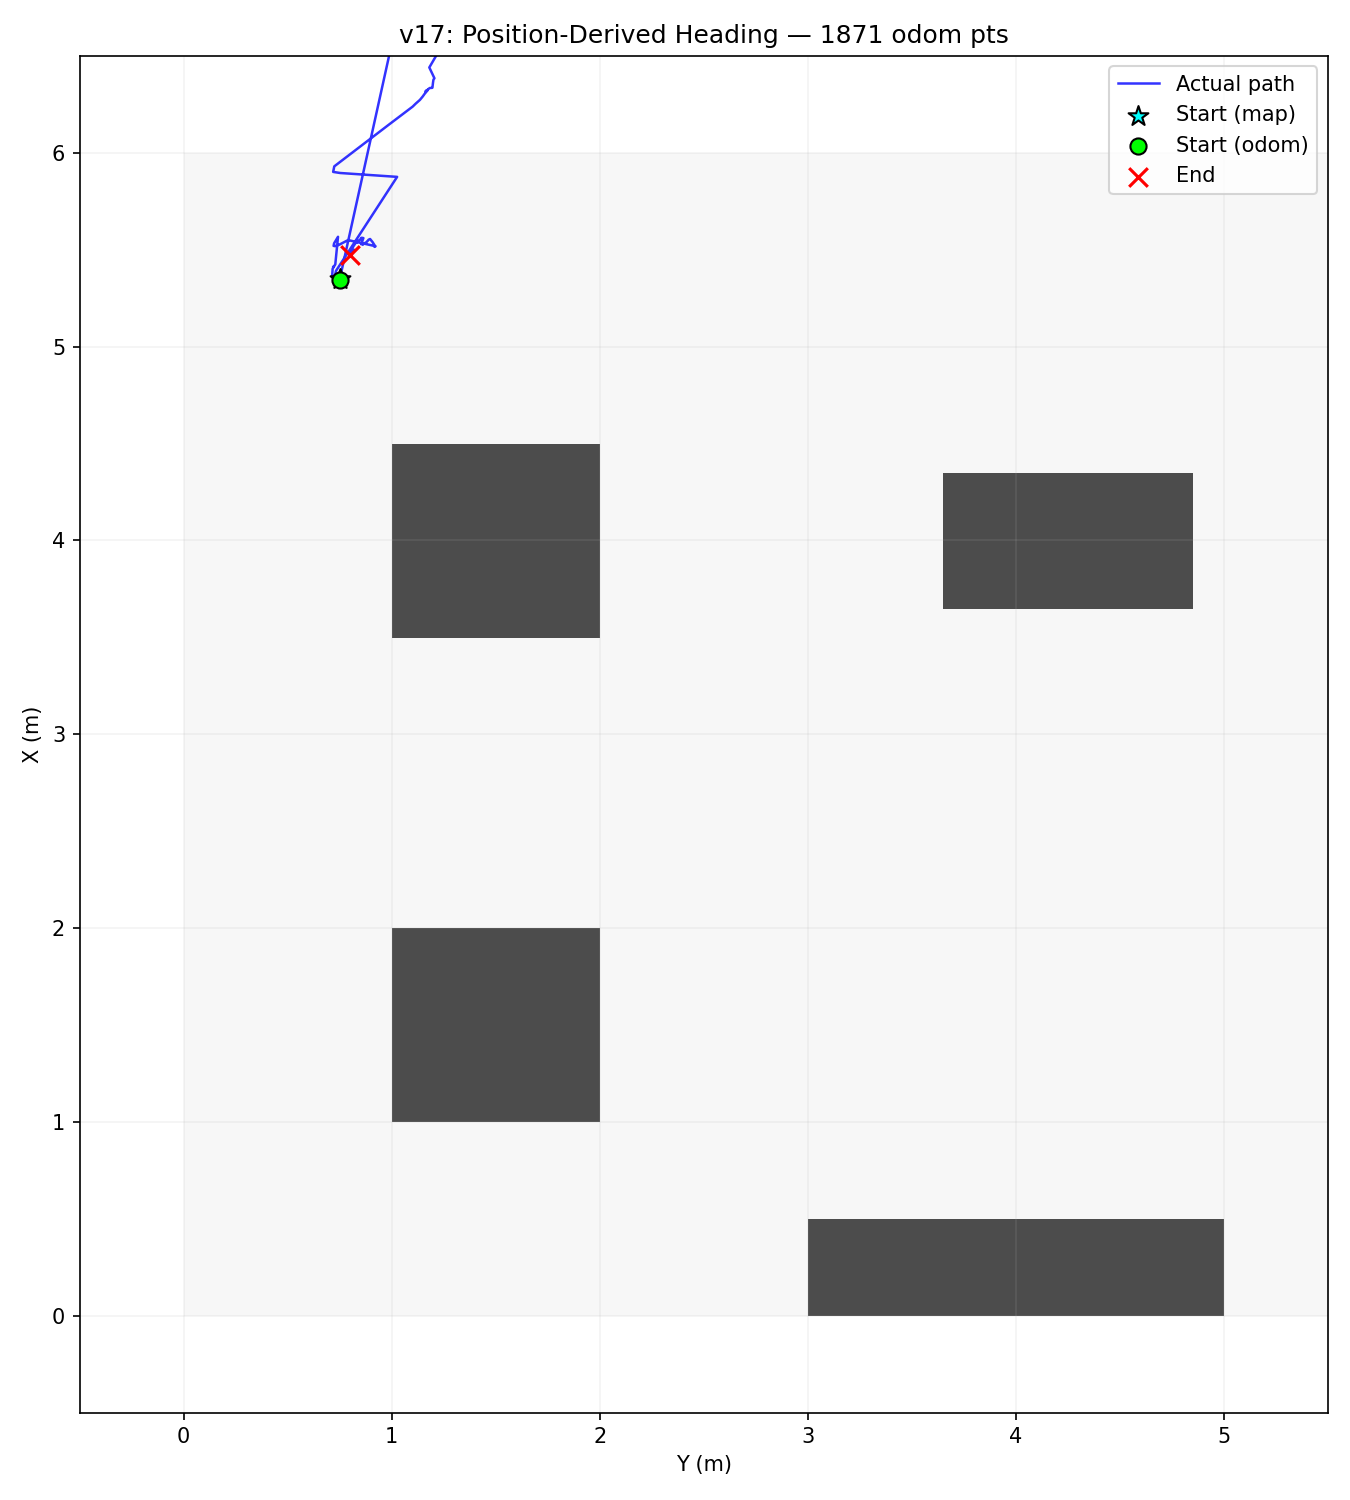 v17: Position-Derived Heading — 1871 odom pts
Actual path
Start (map)
Start (odom)
End
6
5
4
3
2
1
0
X (m)
0
1
2
3
4
5
Y (m)